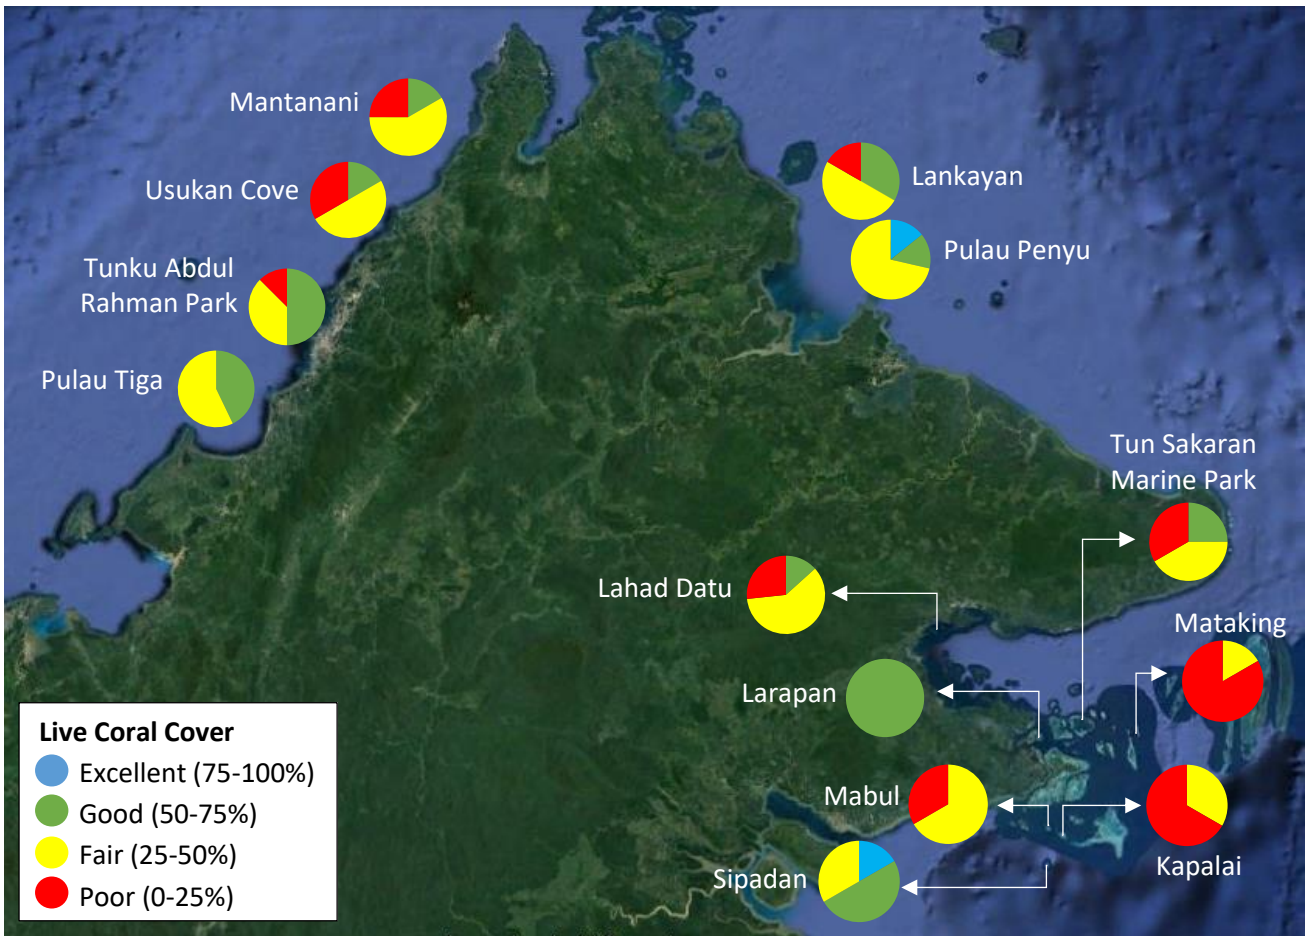 Mantanani
Usukan Cove
Tunku Abdul
Rahman Park
Pulau Tiga
Lankayan
Pulau Penyu
Tun Sakaran
Marine Park
Lahad Datu
Mataking
Larapan
Mabul
Kapalai
Sipadan
Live Coral Cover
Excellent (75-100%)
Good (50-75%)
Fair (25-50%)
Poor (0-25%)